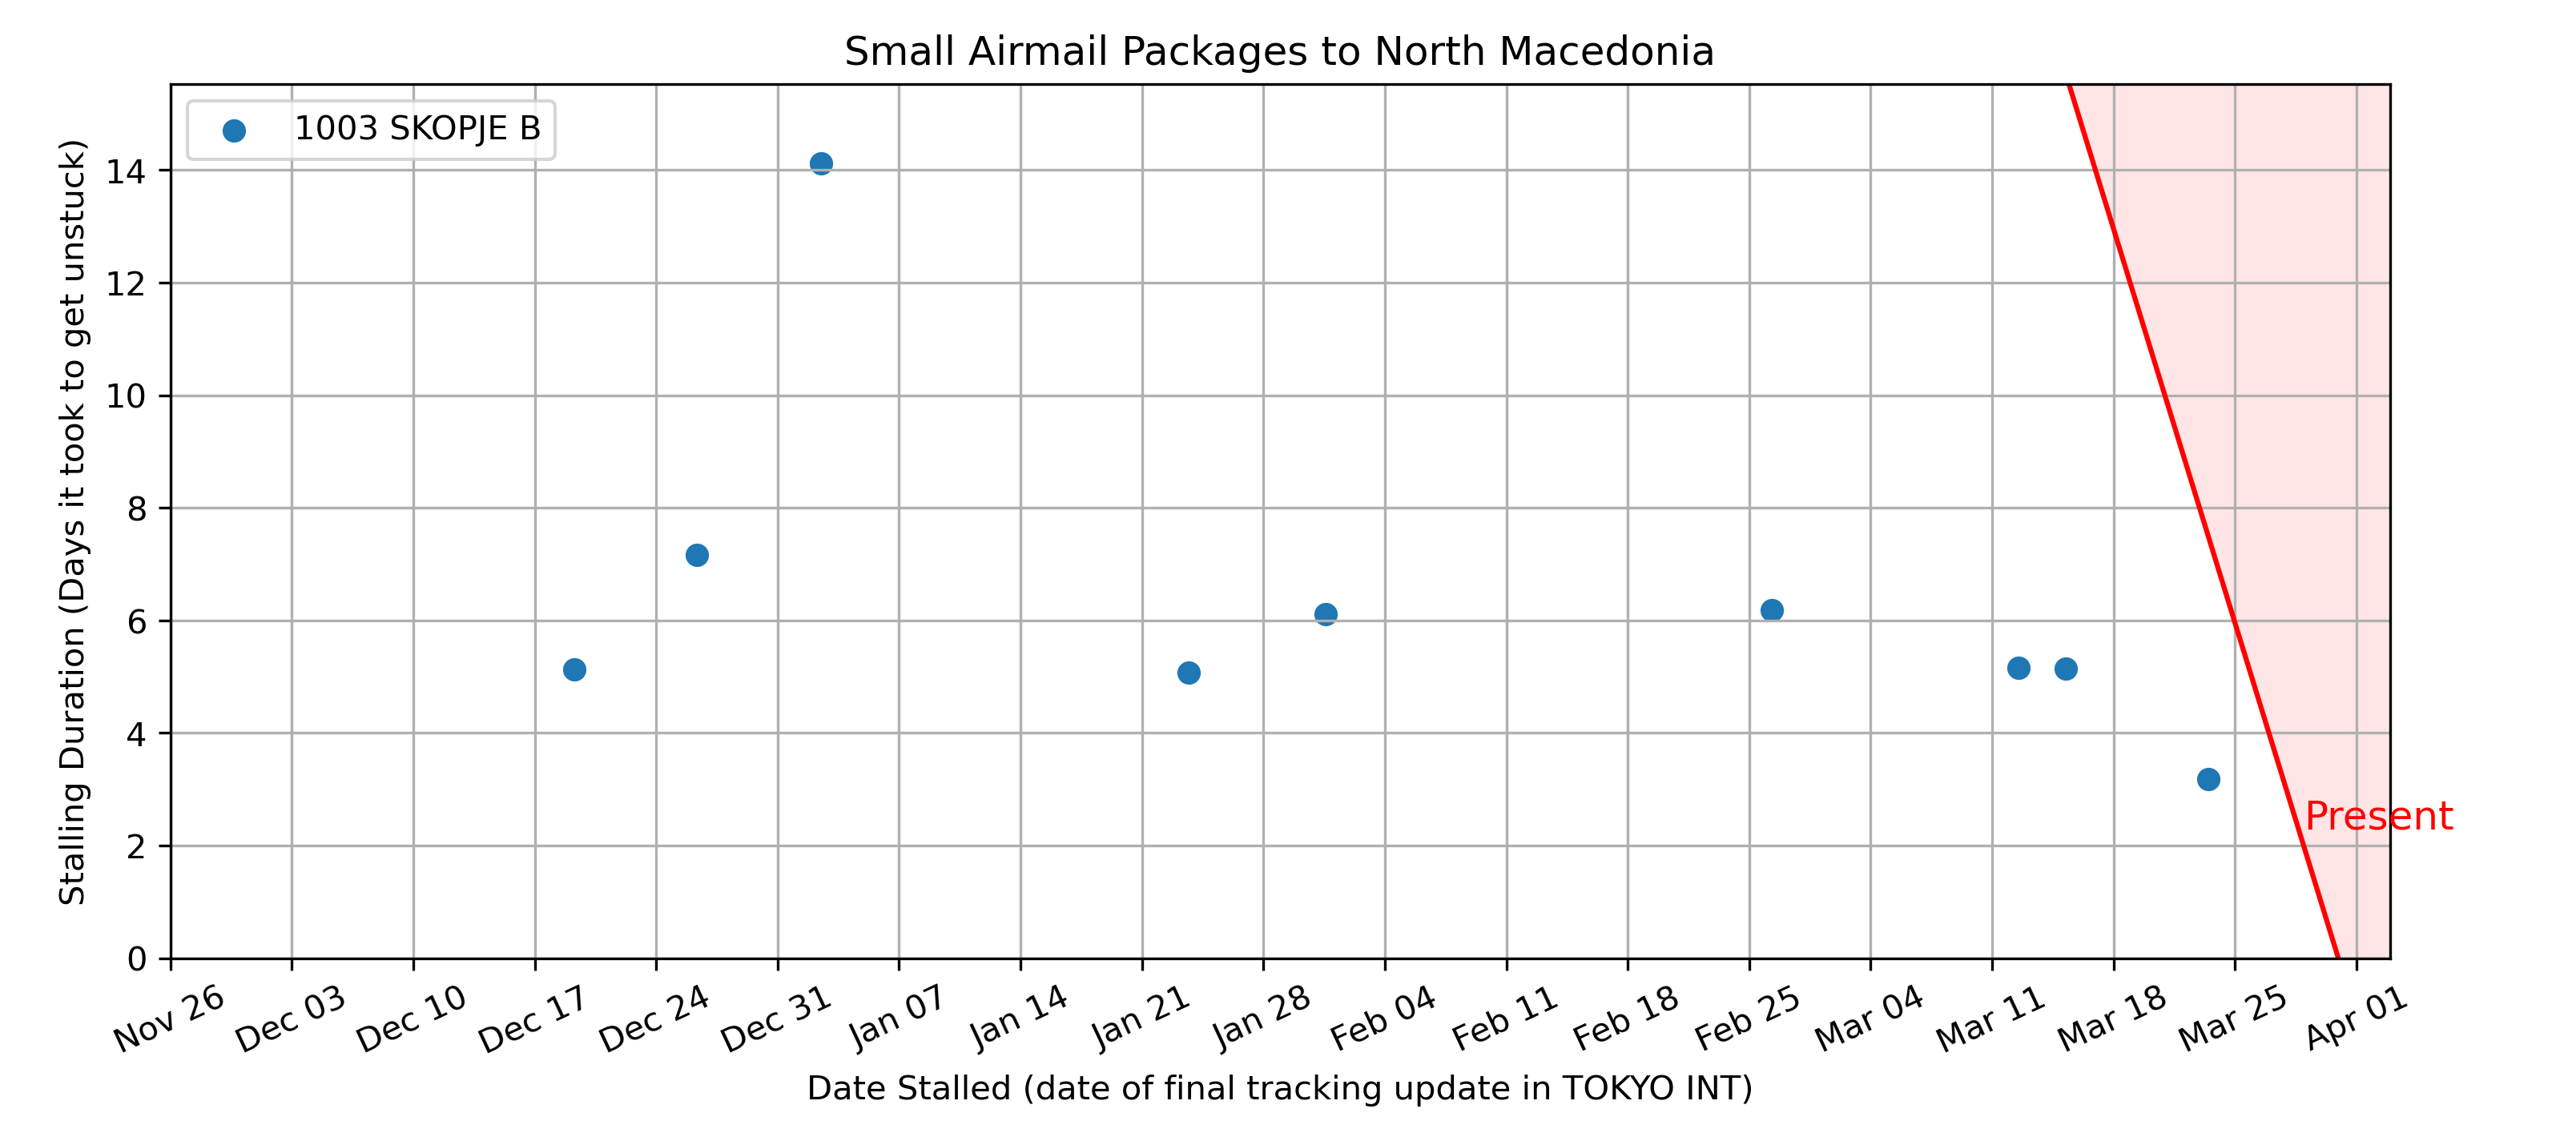 Small Airmail Packages to North Macedonia
1003 SKOPJE B
Stalling Duration (Days it took to get unstuck)
14
12
10
8
6
4
2
0
Present
Nov 26 Dec 03 Dec 10 Dec 17 Dec 24 Dec 31 Jan 07 Jan 14 Jan 21 Jan 28 Feb 04 Feb 11 Feb 18 Feb 25 Mar 04 Mar 11 Mar 18 Mar 25 Apr 01
Date Stalled (date of final tracking update in TOKYO INT)